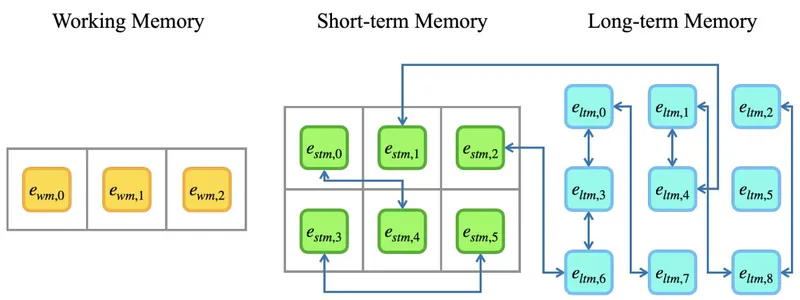 Working Memory Short-term Memory Long-term Memory
e_ltm,0 e_ltm,1 e_ltm,2
e_stm,0 e_stm,1 e_stm,2
e_wm,0 e_wm,1 e_wm,2 e_ltm,3 e_ltm,4 e_ltm,5
e_stm,3 e_stm,4 e_stm,5
e_ltm,6 e_ltm,7 e_ltm,8